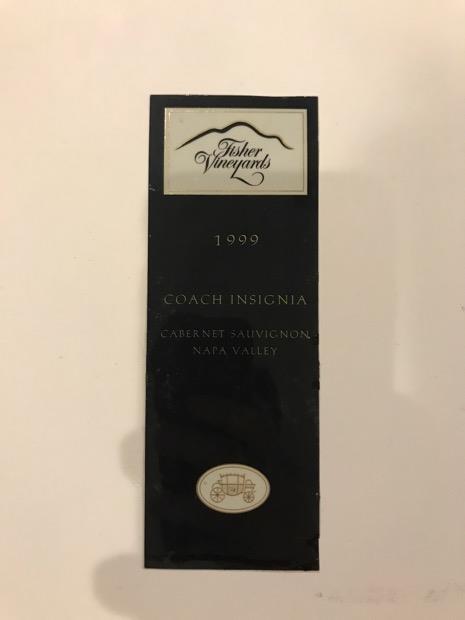 Fisher
Vineyards
1999
COACH INSIGNIA
CABERNET SAUVIGNON
NAPA VALLEY